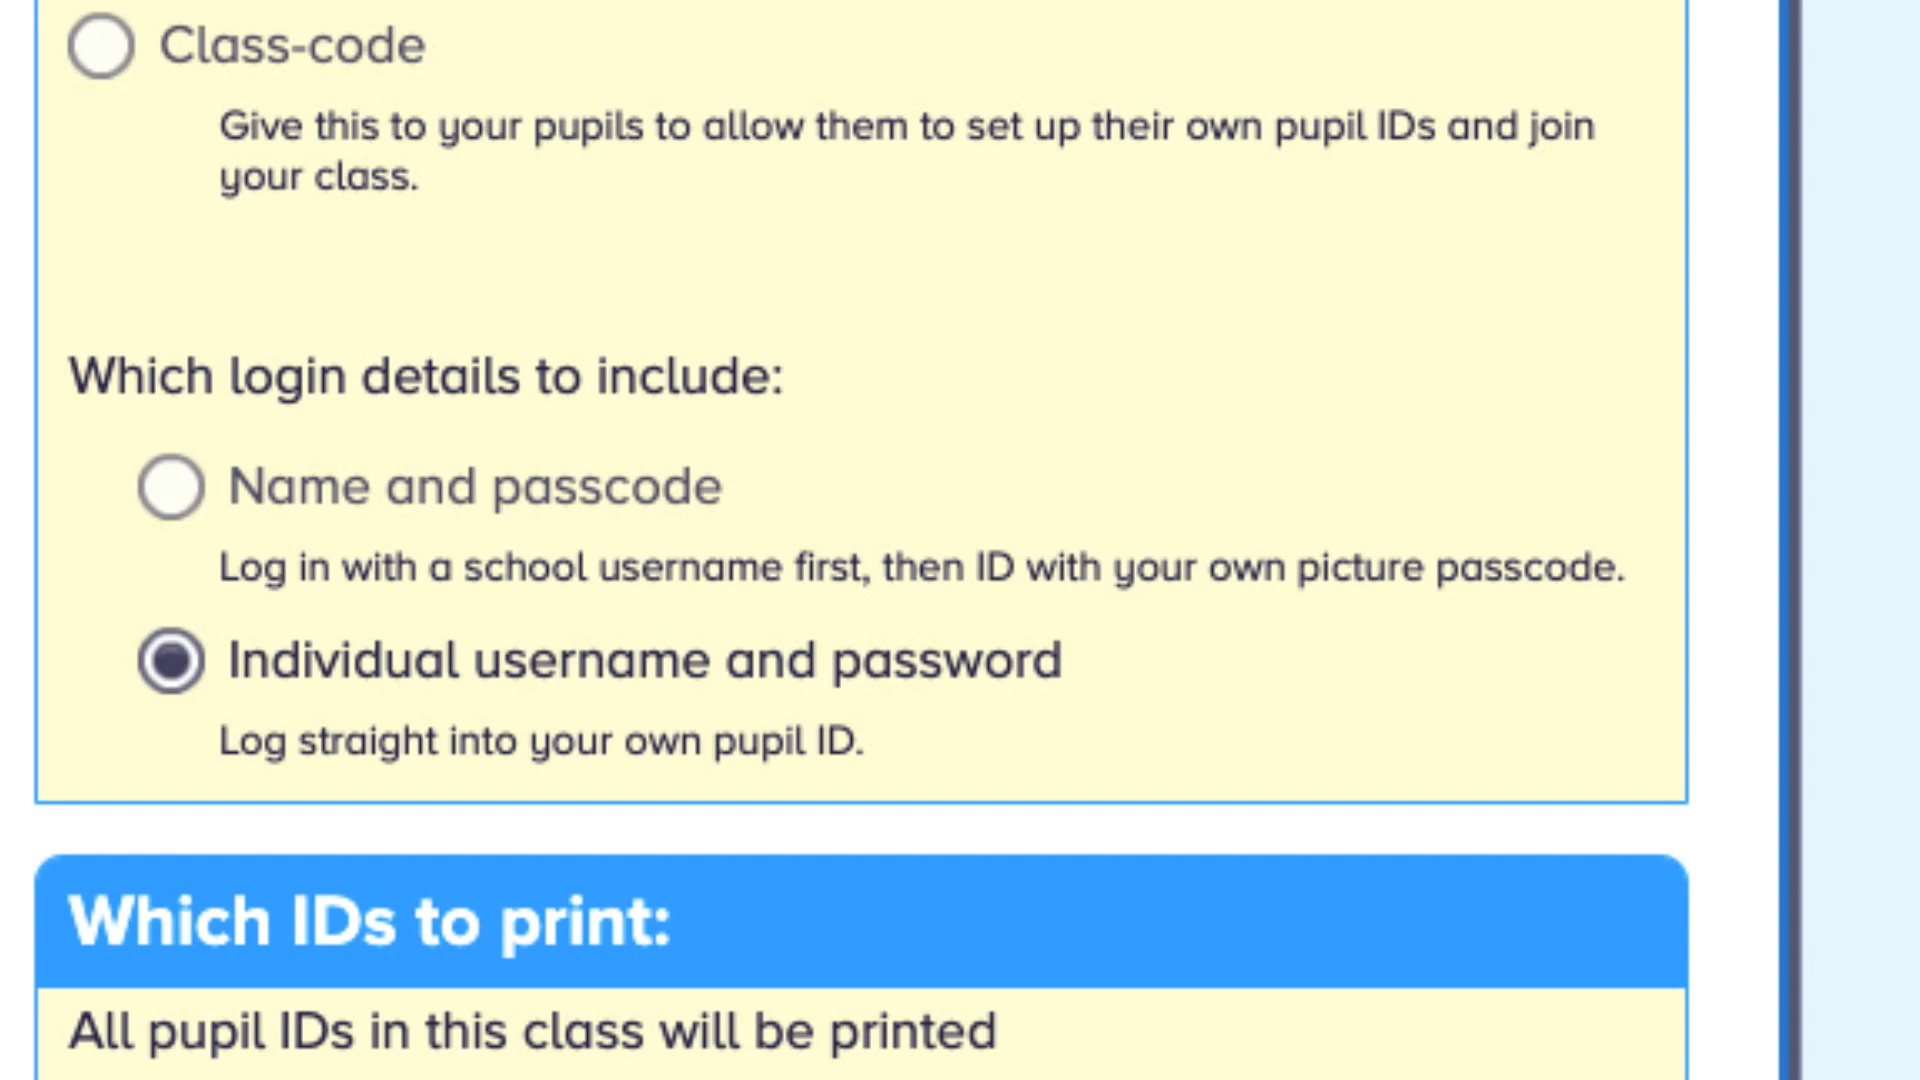 Class-code
Give this to your pupils to allow them to set up their own pupil IDs and join
your class.
Which login details to include:
Name and passcode
Log in with a school username first, then ID with your own picture passcode.
Individual username and password
Log straight into your own pupil ID.
Which IDs to print:
All pupil IDs in this class will be printed